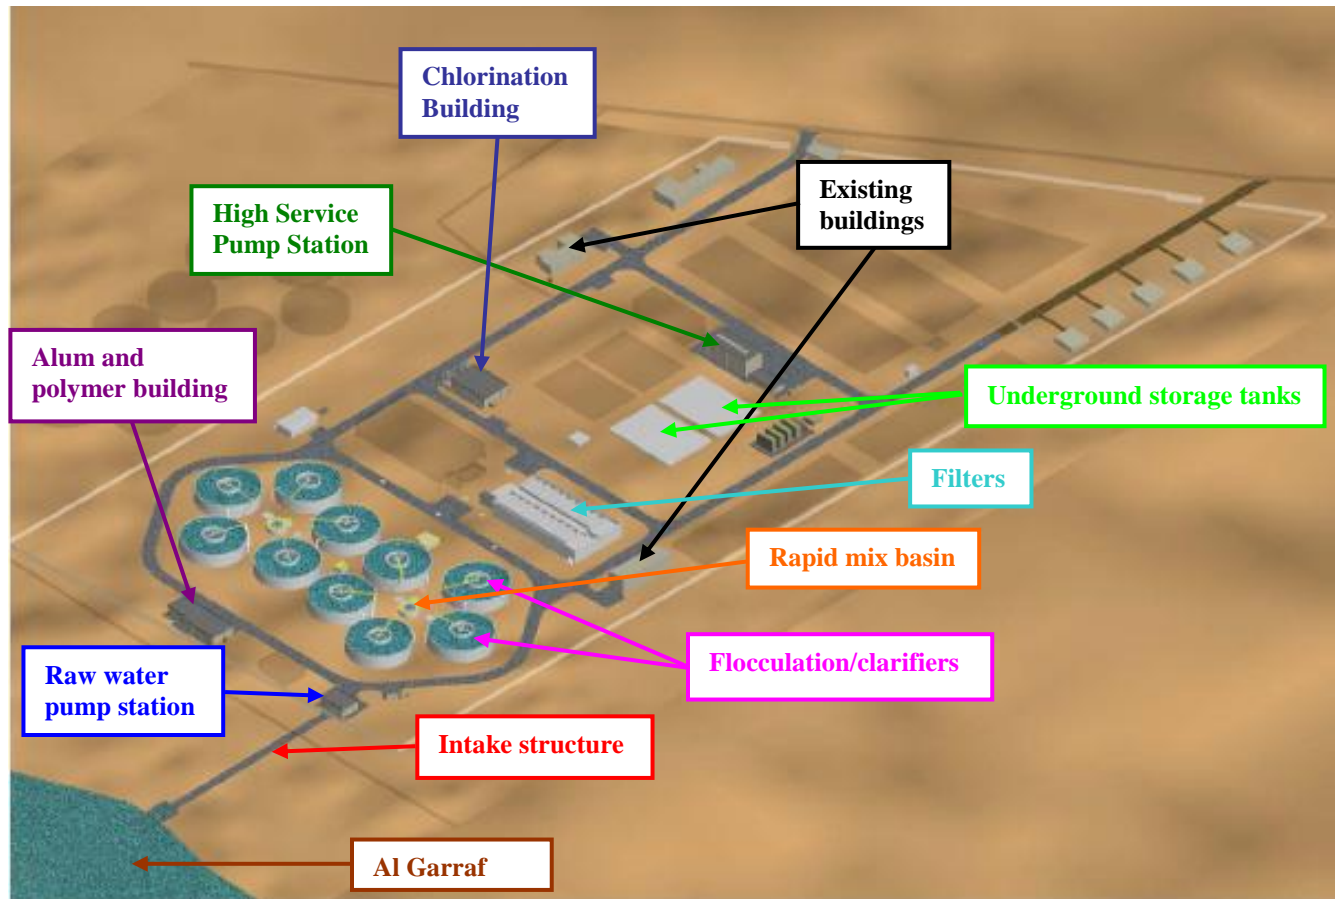 Chlorination
Building
Existing
buildings
High Service
Pump Station
Alum and
polymer building
Underground storage tanks
Filters
Rapid mix basin
Flocculation/clarifiers
Raw water
pump station
Intake structure
Al Garraf